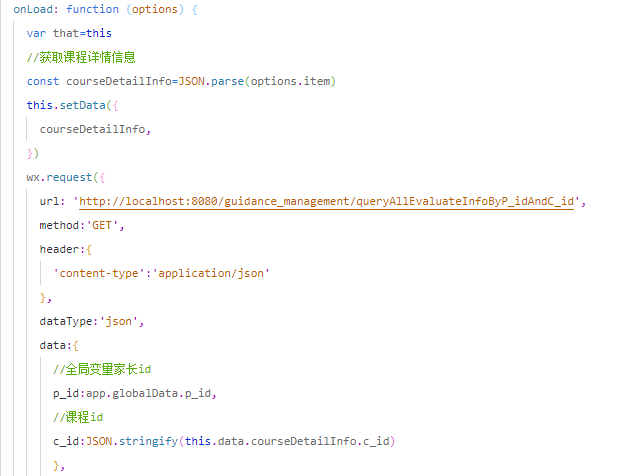 onLoad: function (options) {
var that=this
//获取课程详情信息
const courseDetailInfo=JSON.parse(options.item)
this.setData({
courseDetailInfo,
})
wx.request({
url: 'http://localhost:8080/guidance_management/queryAllEvaluateInfoByP_idAndC_id',
method:'GET',
header:{
'content-type':'application/json'
},
dataType:'json',
data:{
//全局变量家长id
p_id:app.globalData.p_id,
//课程id
c_id:JSON.stringify(this.data.courseDetailInfo.c_id)
},